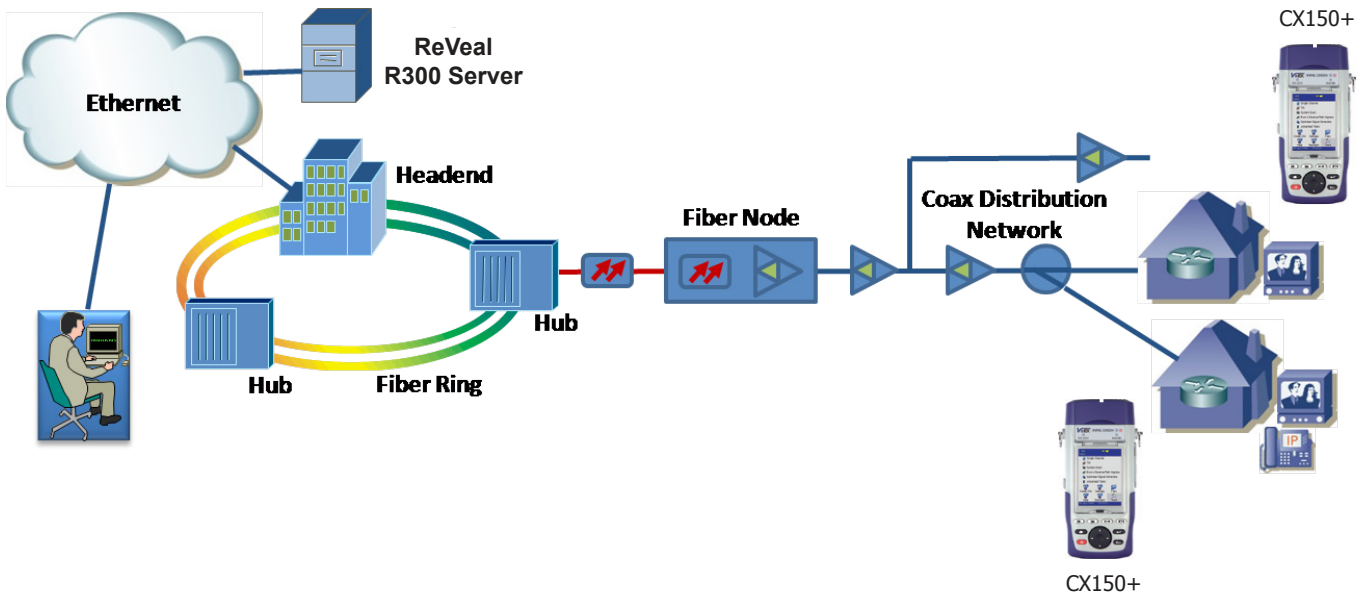 CX150+
ReVeal
R300 Server
Ethernet
Headend
Fiber Node
Coax Distribution
Network
Hub
Hub
Fiber Ring
IP
CX150+